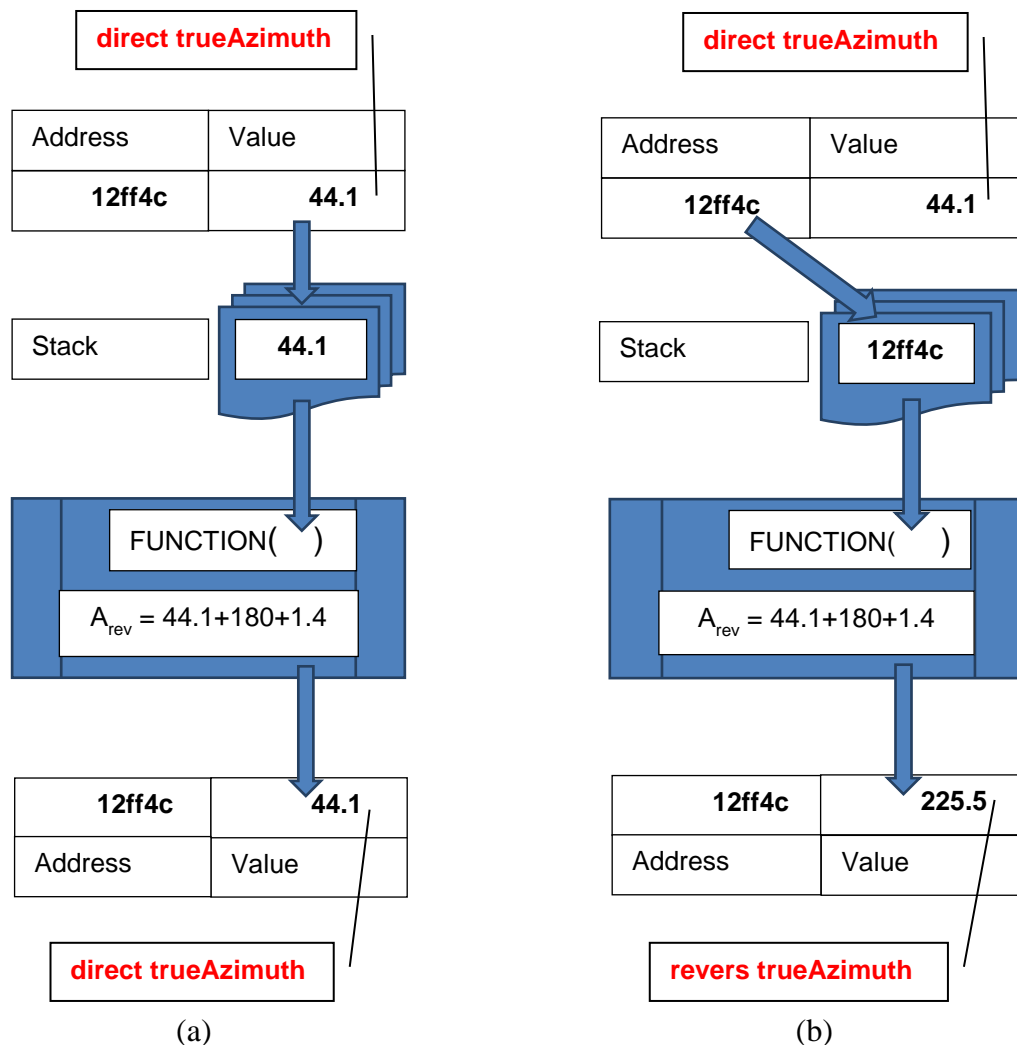 direct trueAzimuth
Address Value
12ff4c 44.1
Stack 44.1
FUNCTION( )
A_rev = 44.1+180+1.4
12ff4c 44.1
Address Value
direct trueAzimuth
(a)
direct trueAzimuth
Address Value
12ff4c 44.1
Stack 12ff4c
FUNCTION( )
A_rev = 44.1+180+1.4
12ff4c 225.5
Address Value
revers trueAzimuth
(b)